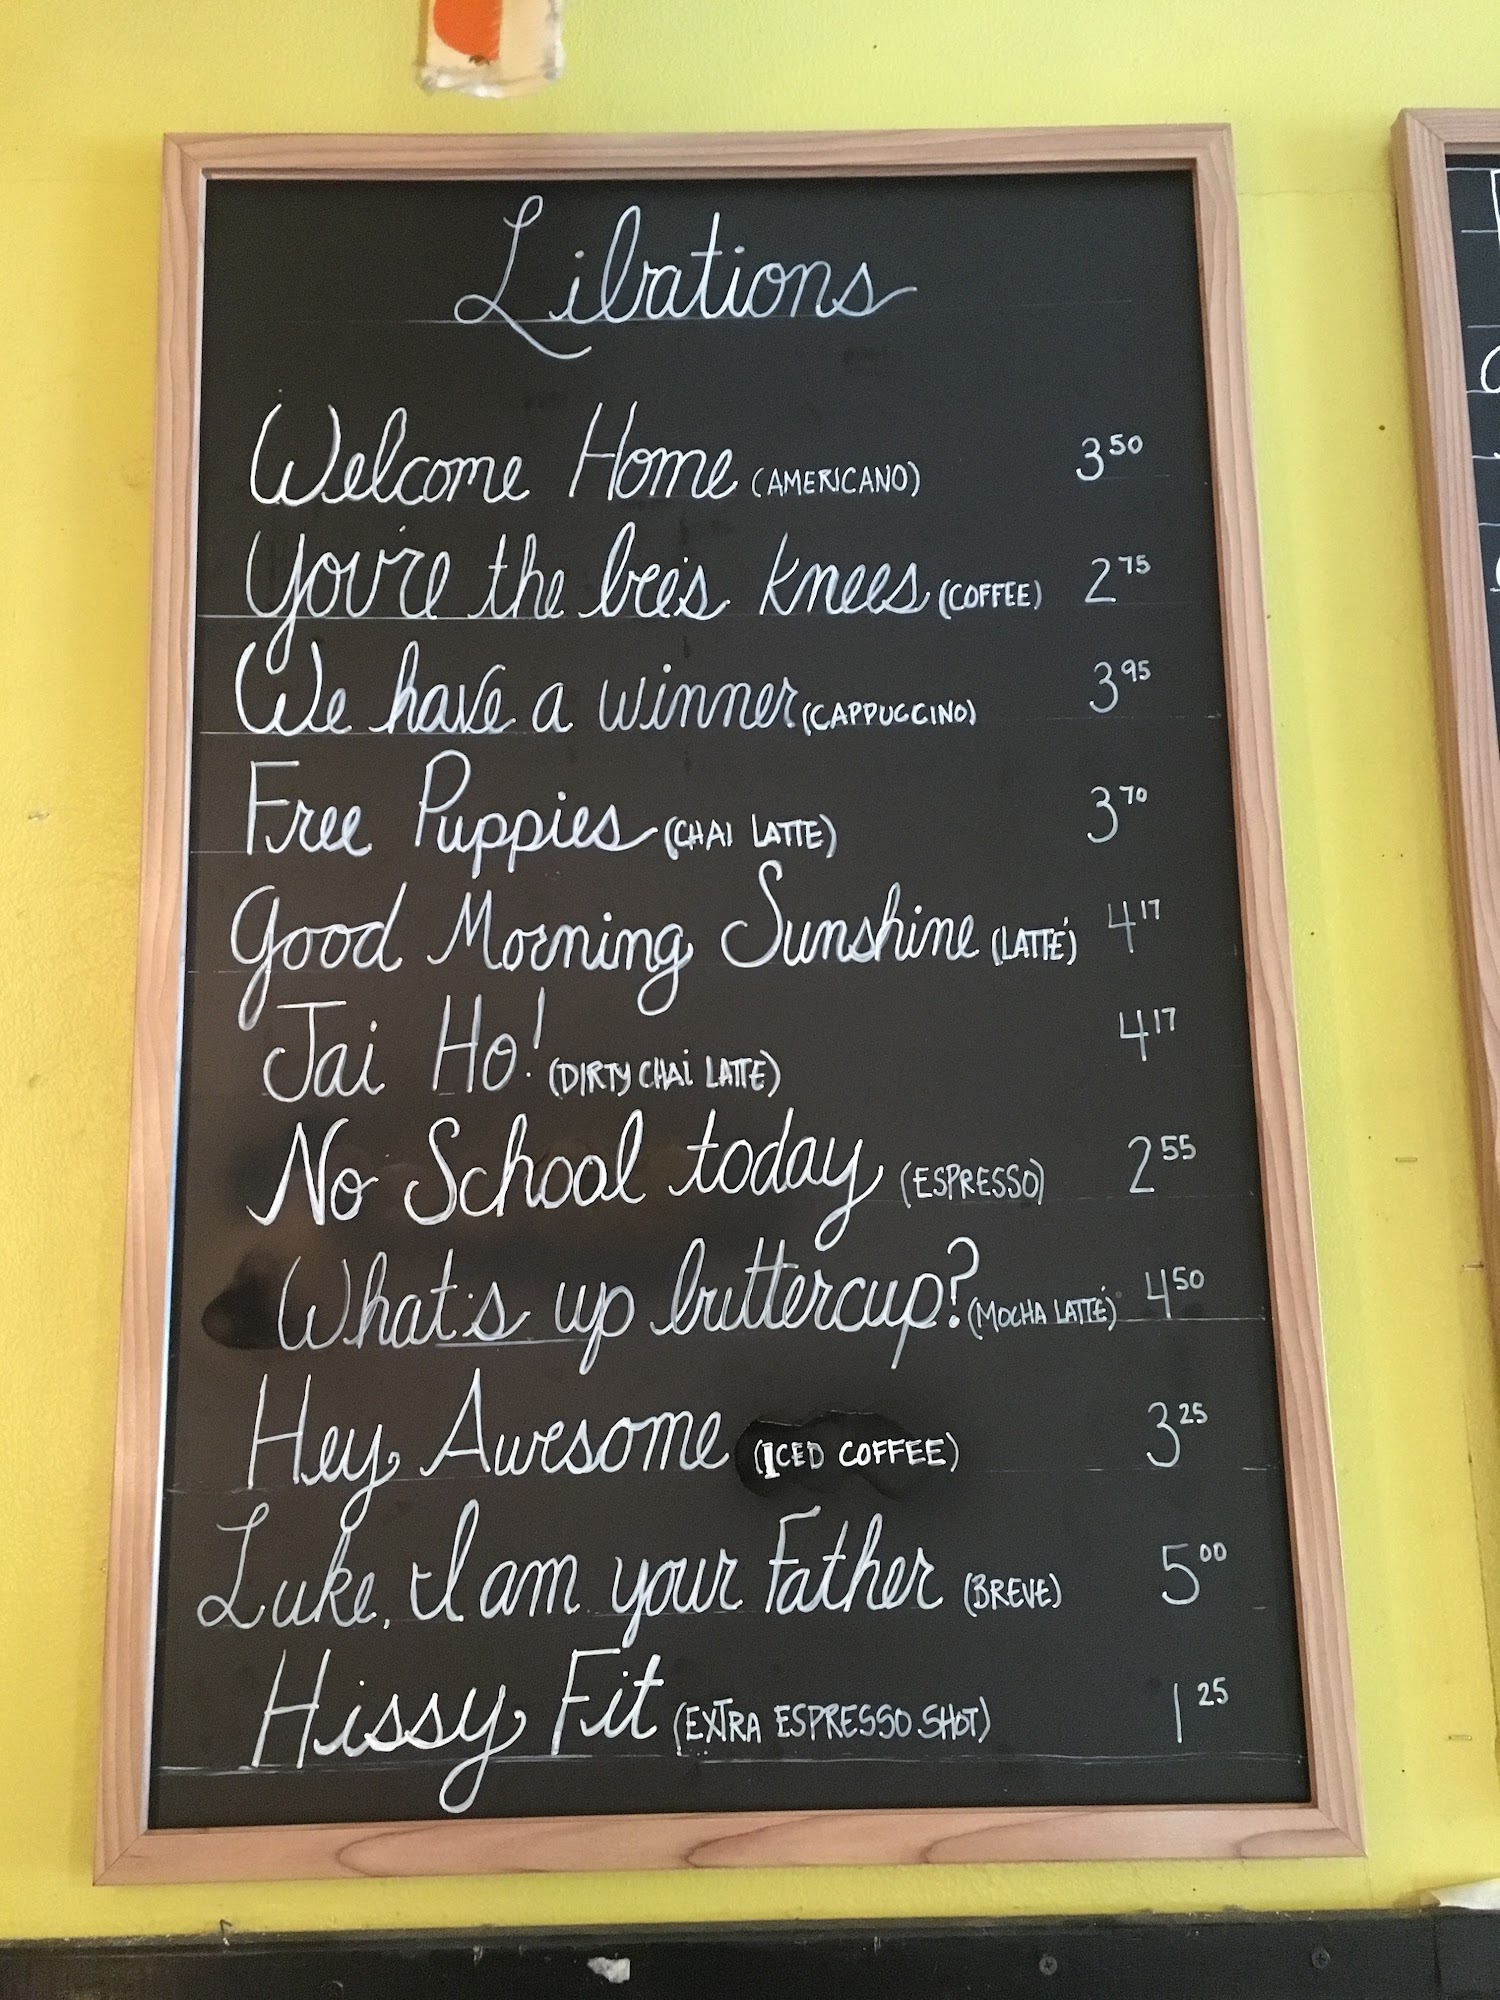 Libations
Welcome Home (AMERICANO) 3 50
You're the bee's knees (COFFEE) 2 75
We have a winner (CAPPUCCINO) 3 95
Free Puppies (CHAI LATTE) 3 70
Good Morning Sunshine (LATTÉ) 4 17
Jai Ho! (DIRTY CHAI LATTE) 4 17
No School today (ESPRESSO) 2 55
What's up buttercup? (MOCHA LATTÉ) 4 50
Hey Awesome (ICED COFFEE) 3 25
Luke, I am your Father (BREVE) 5 00
Hissy Fit (EXTRA ESPRESSO SHOT) 1 25